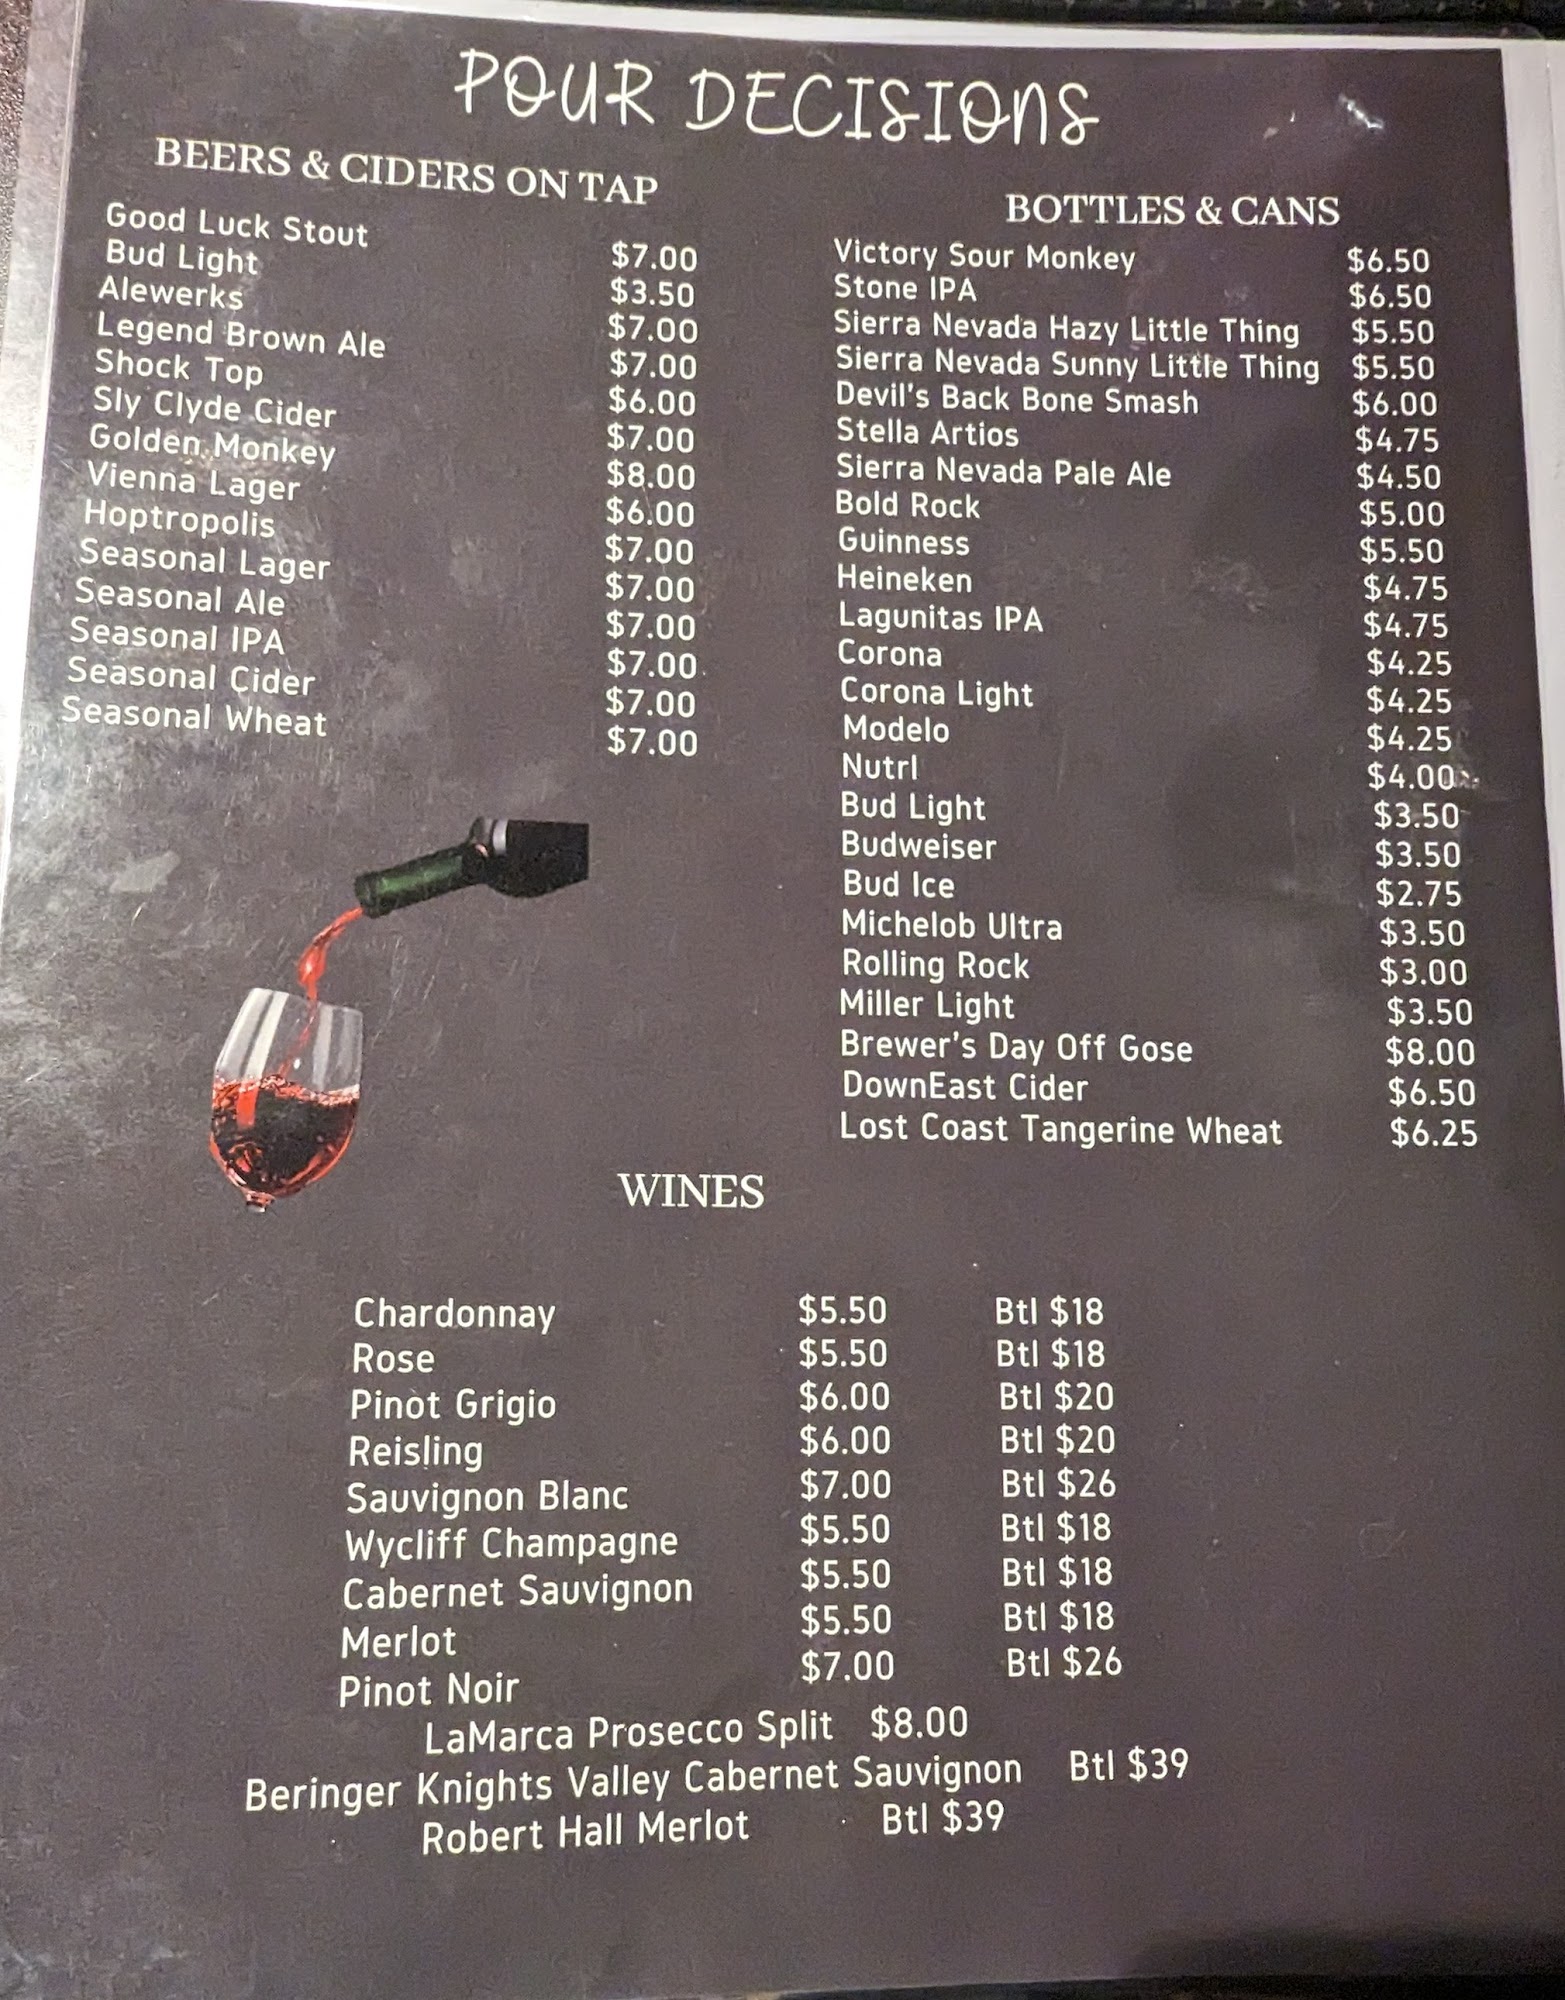 POUR DECISIONS
BEERS & CIDERS ON TAP
Good Luck Stout $7.00
Bud Light $3.50
Alewerks $7.00
Legend Brown Ale $7.00
Shock Top $6.00
Sly Clyde Cider $7.00
Golden Monkey $8.00
Vienna Lager $6.00
Hoptropolis $7.00
Seasonal Lager $7.00
Seasonal Ale $7.00
Seasonal IPA $7.00
Seasonal Cider $7.00
Seasonal Wheat $7.00
BOTTLES & CANS
Victory Sour Monkey $6.50
Stone IPA $6.50
Sierra Nevada Hazy Little Thing $5.50
Sierra Nevada Sunny Little Thing $5.50
Devil's Back Bone Smash $6.00
Stella Artios $4.75
Sierra Nevada Pale Ale $4.50
Bold Rock $5.00
Guinness $5.50
Heineken $4.75
Lagunitas IPA $4.75
Corona $4.25
Corona Light $4.25
Modelo $4.25
Nutrl $4.00
Bud Light $3.50
Budweiser $3.50
Bud Ice $2.75
Michelob Ultra $3.50
Rolling Rock $3.00
Miller Light $3.50
Brewer's Day Off Gose $8.00
DownEast Cider $6.50
Lost Coast Tangerine Wheat $6.25
WINES
Chardonnay $5.50 Btl $18
Rose $5.50 Btl $18
Pinot Grigio $6.00 Btl $20
Reisling $6.00 Btl $20
Sauvignon Blanc $7.00 Btl $26
Wycliff Champagne $5.50 Btl $18
Cabernet Sauvignon $5.50 Btl $18
Merlot $5.50 Btl $18
Pinot Noir $7.00 Btl $26
LaMarca Prosecco Split $8.00
Beringer Knights Valley Cabernet Sauvignon Btl $39
Robert Hall Merlot Btl $39